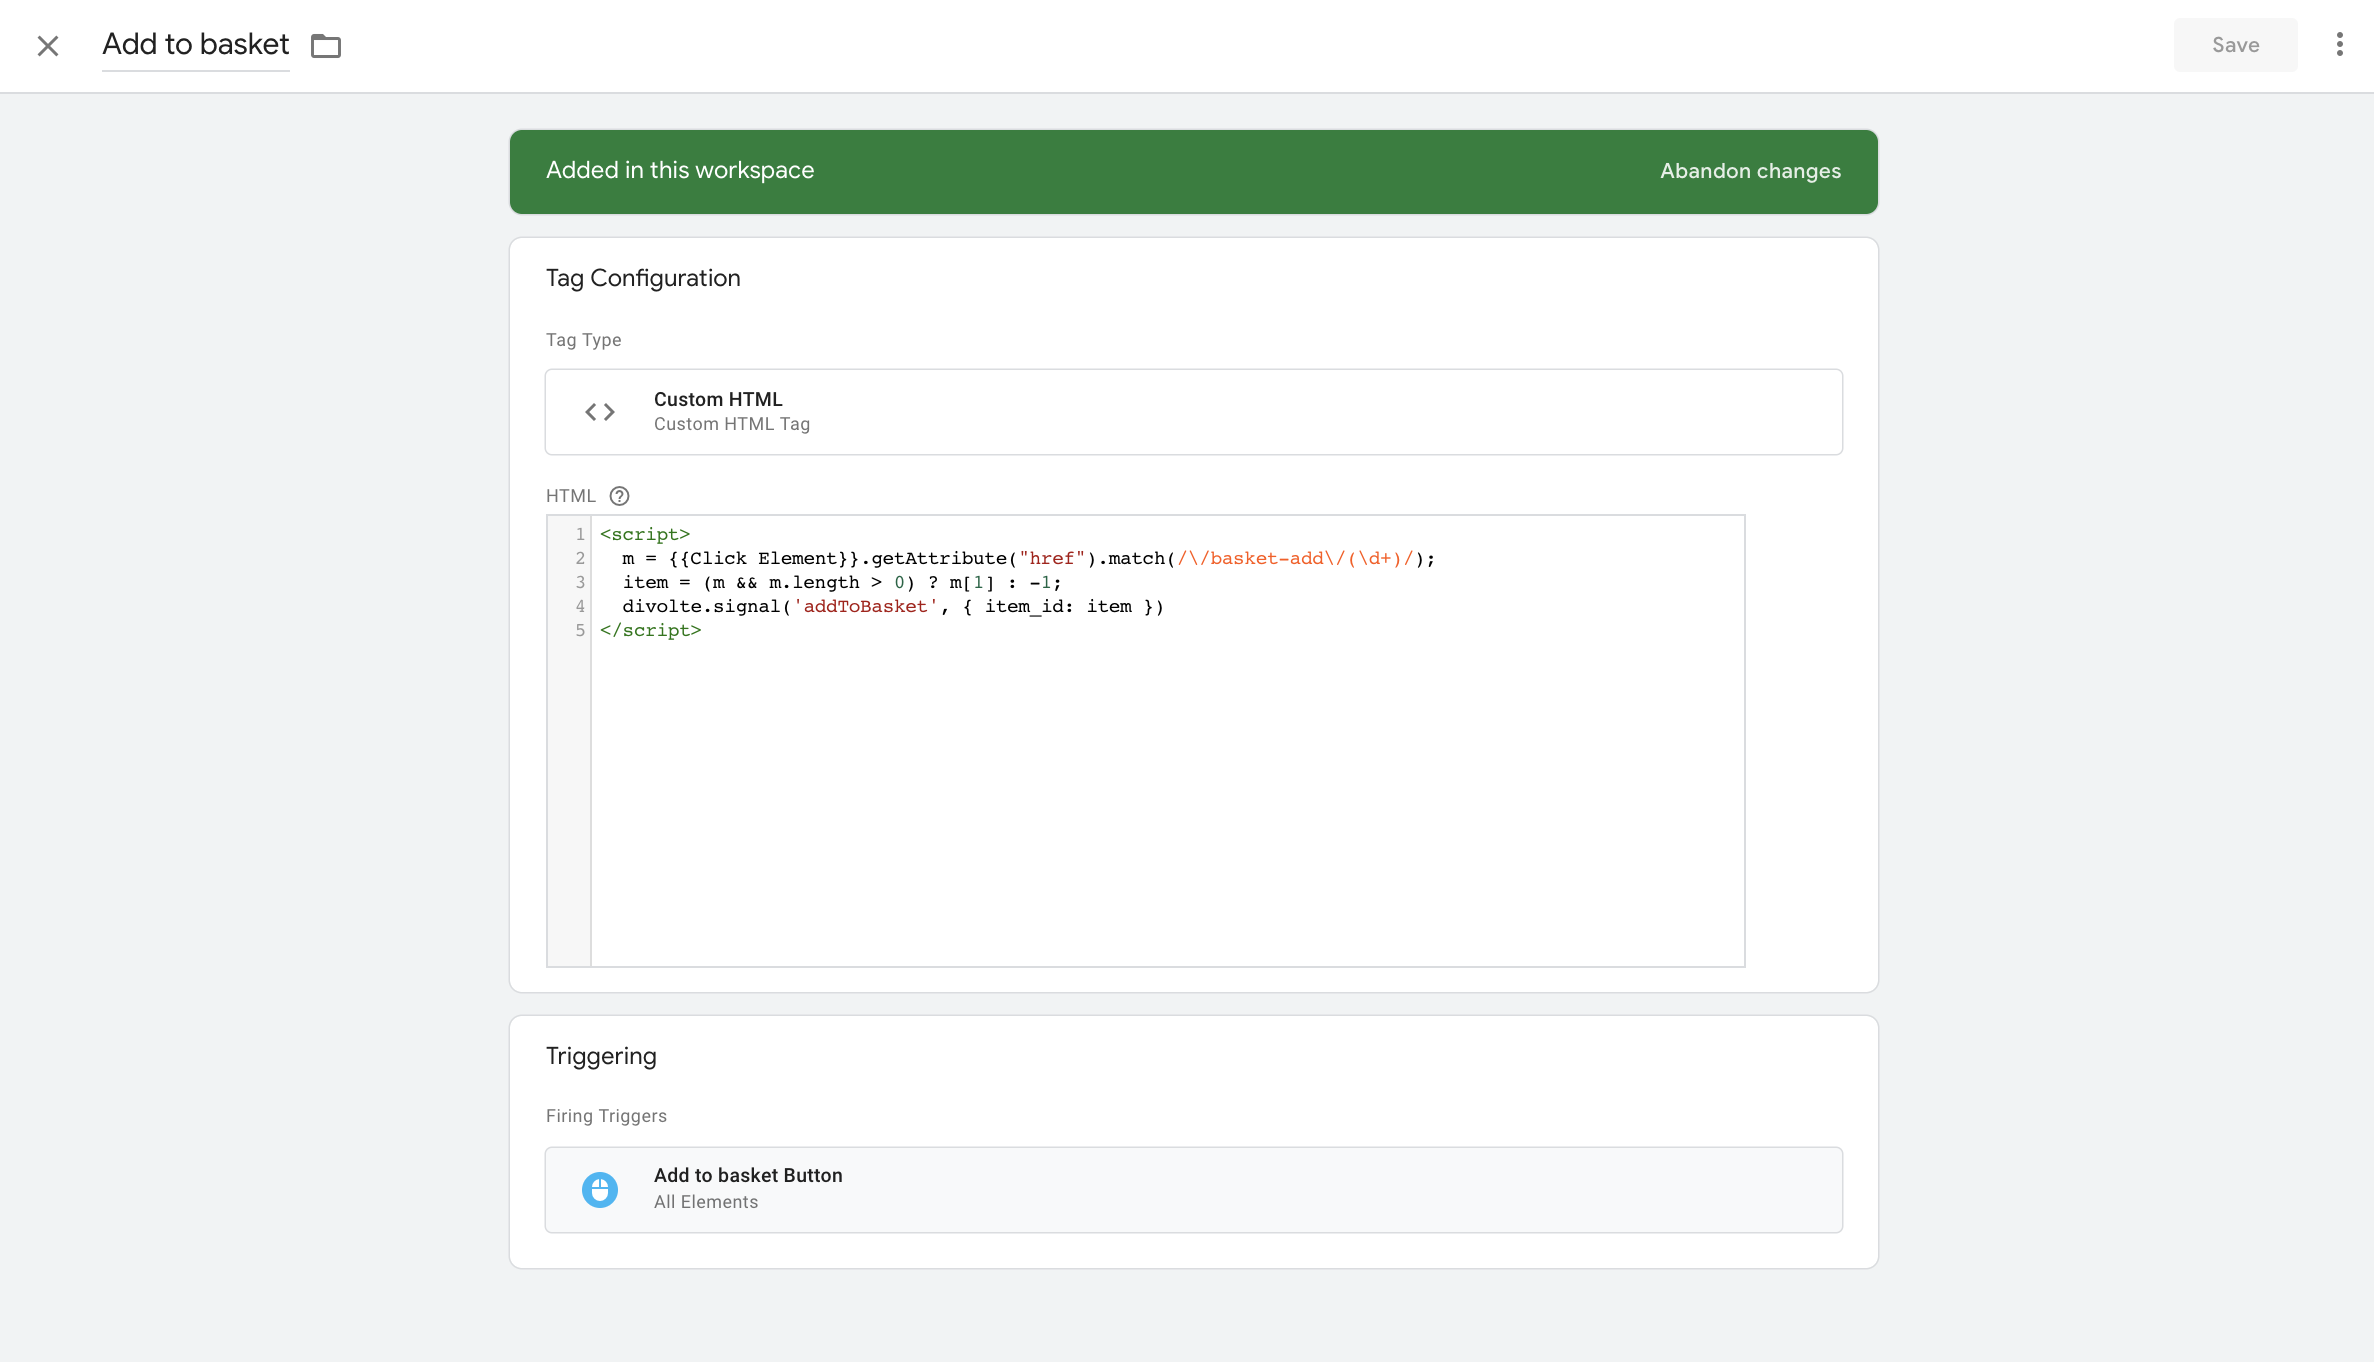 Add to basket
Save
Added in this workspace
Abandon changes
Tag Configuration
Tag Type
Custom HTML
Custom HTML Tag
HTML
1 <script>
2   m = {{Click Element}}.getAttribute("href").match(/\/basket-add\/(\d+)/);
3   item = (m && m.length > 0) ? m[1] : -1;
4   divolte.signal('addToBasket', { item_id: item })
5 </script>
Triggering
Firing Triggers
Add to basket Button
All Elements